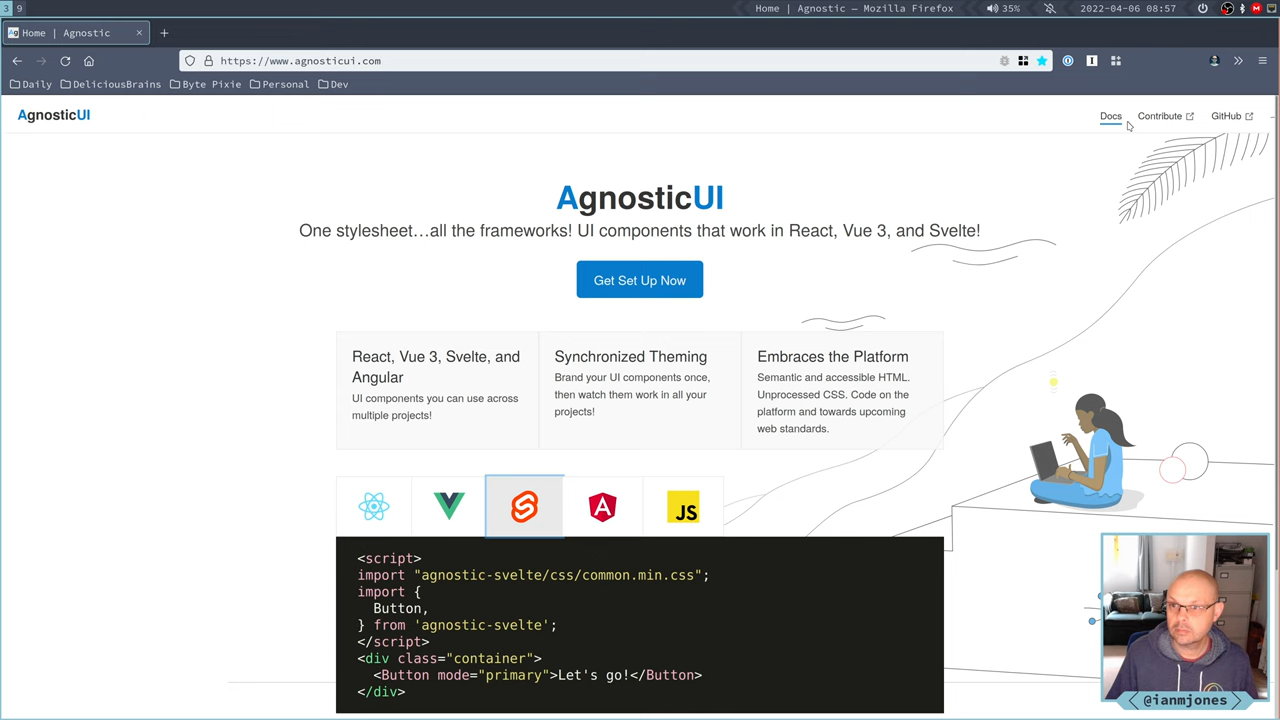 3 9
Home | Agnostic — Mozilla Firefox
35%
2022-04-06 08:57
Home | Agnostic
https://www.agnosticui.com
Daily DeliciousBrains Byte Pixie Personal Dev
AgnosticUI
Docs Contribute GitHub
AgnosticUI
One stylesheet…all the frameworks! UI components that work in React, Vue 3, and Svelte!
Get Set Up Now
React, Vue 3, Svelte, and
Angular
UI components you can use across
multiple projects!
Synchronized Theming
Brand your UI components once,
then watch them work in all your
projects!
Embraces the Platform
Semantic and accessible HTML.
Unprocessed CSS. Code on the
platform and towards upcoming
web standards.
JS
<script>
import "agnostic-svelte/css/common.min.css";
import {
Button,
} from 'agnostic-svelte';
</script>
<div class="container">
<Button mode="primary">Let's go!</Button>
</div>
@ianmjones